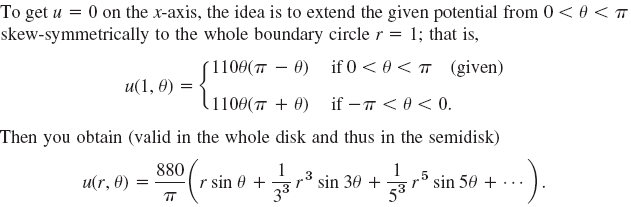 To get u = 0 on the x-axis, the idea is to extend the given potential from 0 < θ < π
skew-symmetrically to the whole boundary circle r = 1; that is,
u(1, θ) = { 110θ(π − θ) if 0 < θ < π (given)
110θ(π + θ) if −π < θ < 0.
Then you obtain (valid in the whole disk and thus in the semidisk)
u(r, θ) = 880/π (r sin θ + 1/3³ r³ sin 3θ + 1/5³ r⁵ sin 5θ + ⋯).